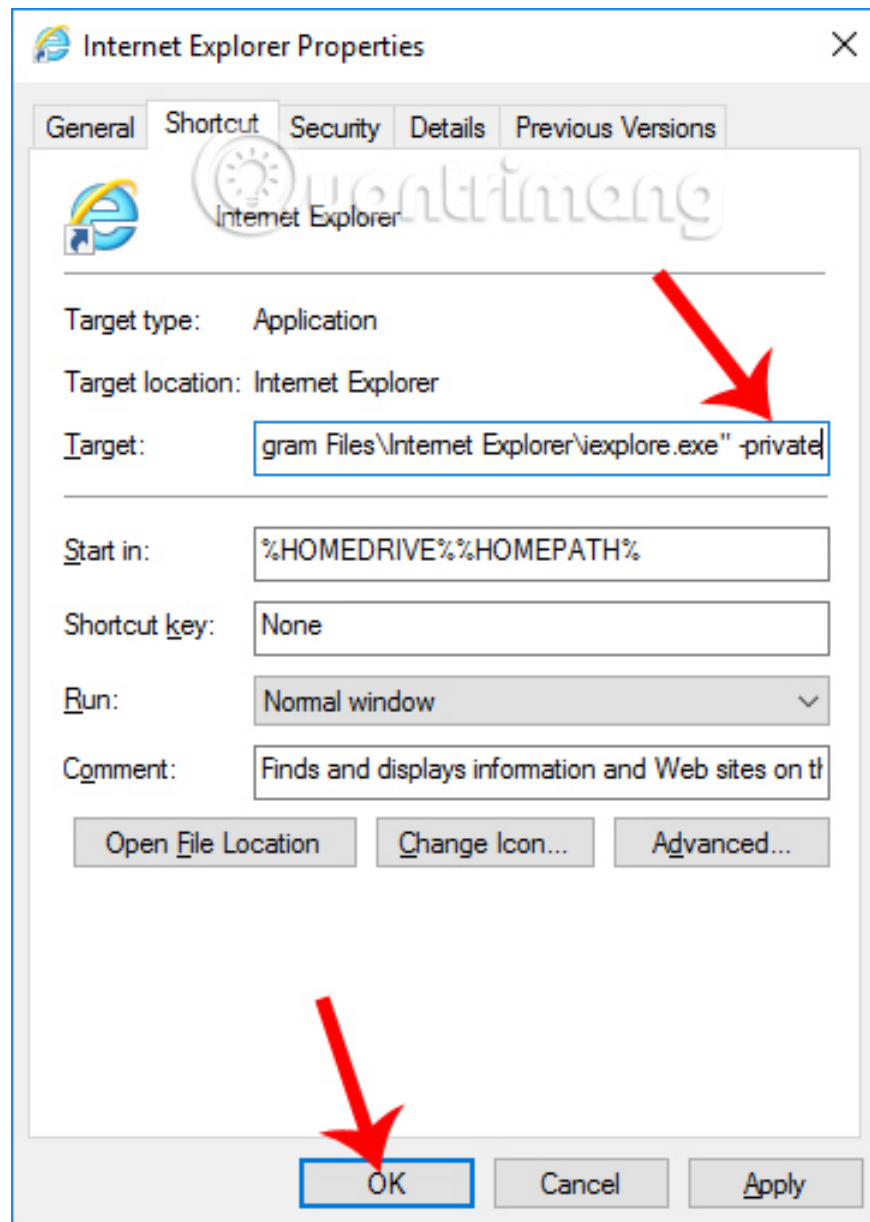 Internet Explorer Properties
General Shortcut Security Details Previous Versions
Quantrimang
Internet Explorer
Target type: Application
Target location: Internet Explorer
Target: gram Files\Internet Explorer\iexplore.exe" -private
Start in: %HOMEDRIVE%%HOMEPATH%
Shortcut key: None
Run: Normal window
Comment: Finds and displays information and Web sites on th
Open File Location Change Icon... Advanced...
OK Cancel Apply